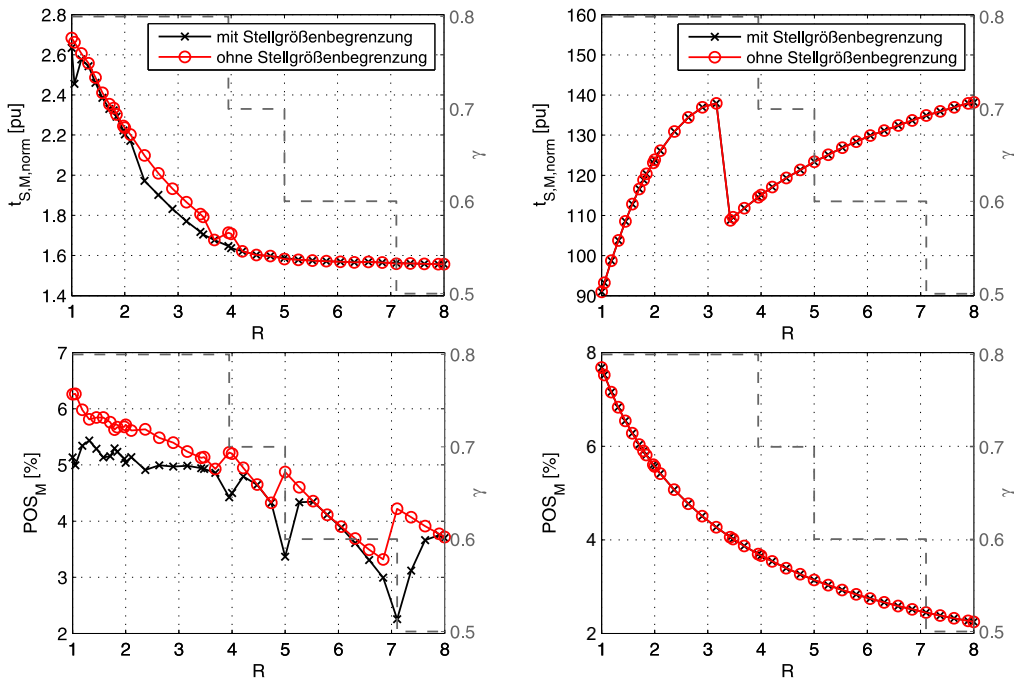 2.8
2.6
2.4
2.2
2
1.8
1.6
1.4
t_S,M,norm [pu]
mit Stellgrößenbegrenzung
ohne Stellgrößenbegrenzung
0.8
0.7
0.6
0.5
γ
1 2 3 4 5 6 7 8
R
160
150
140
130
120
110
100
90
t_S,M,norm [pu]
mit Stellgrößenbegrenzung
ohne Stellgrößenbegrenzung
0.8
0.7
0.6
0.5
γ
1 2 3 4 5 6 7 8
R
7
6
5
4
3
2
POS_M [%]
0.8
0.7
0.6
0.5
γ
1 2 3 4 5 6 7 8
R
8
6
4
2
POS_M [%]
0.8
0.7
0.6
0.5
γ
1 2 3 4 5 6 7 8
R